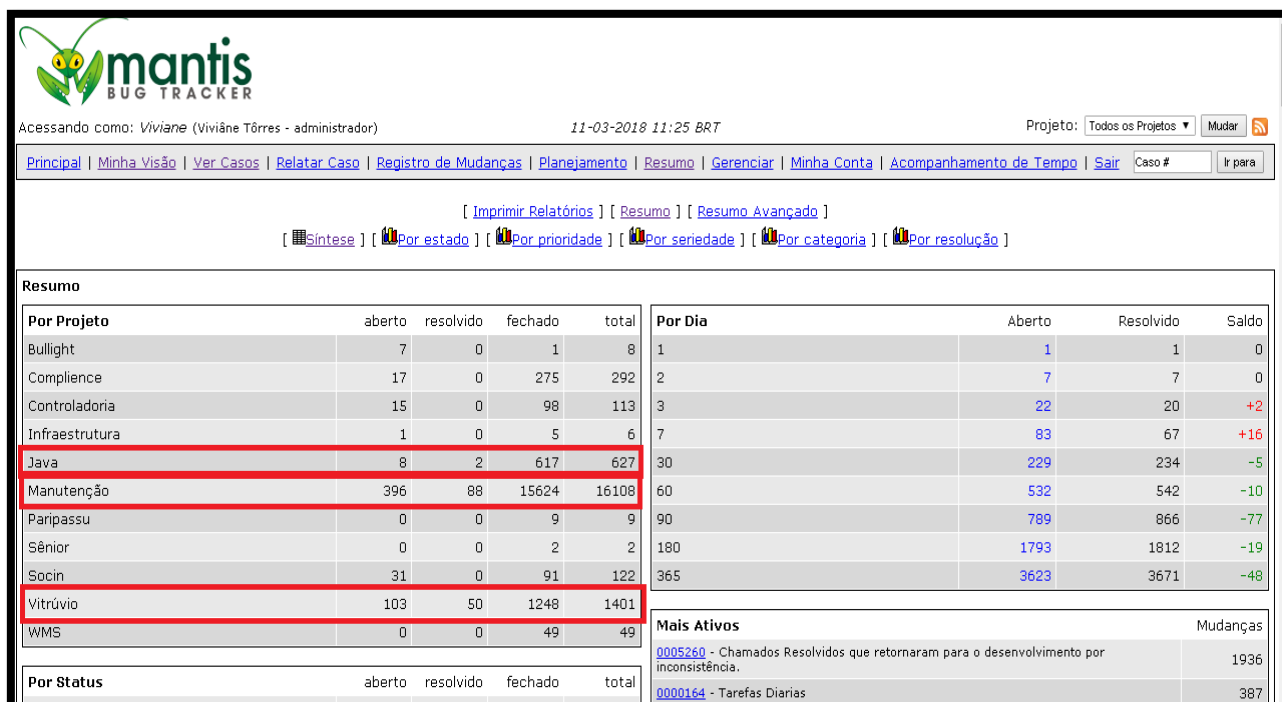 mantis
BUG TRACKER
Acessando como: Viviane (Viviâne Tôrres - administrador) 11-03-2018 11:25 BRT Projeto: Todos os Projetos Mudar
Principal | Minha Visão | Ver Casos | Relatar Caso | Registro de Mudanças | Planejamento | Resumo | Gerenciar | Minha Conta | Acompanhamento de Tempo | Sair Caso # Ir para
[ Imprimir Relatórios ] [ Resumo ] [ Resumo Avançado ]
[ Síntese ] [ Por estado ] [ Por prioridade ] [ Por seriedade ] [ Por categoria ] [ Por resolução ]
Resumo
Por Projeto aberto resolvido fechado total
Bullight 7 0 1 8
Complience 17 0 275 292
Controladoria 15 0 98 113
Infraestrutura 1 0 5 6
Java 8 2 617 627
Manutenção 396 88 15624 16108
Paripassu 0 0 9 9
Sênior 0 0 2 2
Socin 31 0 91 122
Vitrúvio 103 50 1248 1401
WMS 0 0 49 49
Por Status aberto resolvido fechado total
Por Dia Aberto Resolvido Saldo
1 1 1 0
2 7 7 0
3 22 20 +2
7 83 67 +16
30 229 234 -5
60 532 542 -10
90 789 866 -77
180 1793 1812 -19
365 3623 3671 -48
Mais Ativos Mudanças
0005260 - Chamados Resolvidos que retornaram para o desenvolvimento por
inconsistência. 1936
0000164 - Tarefas Diarias 387